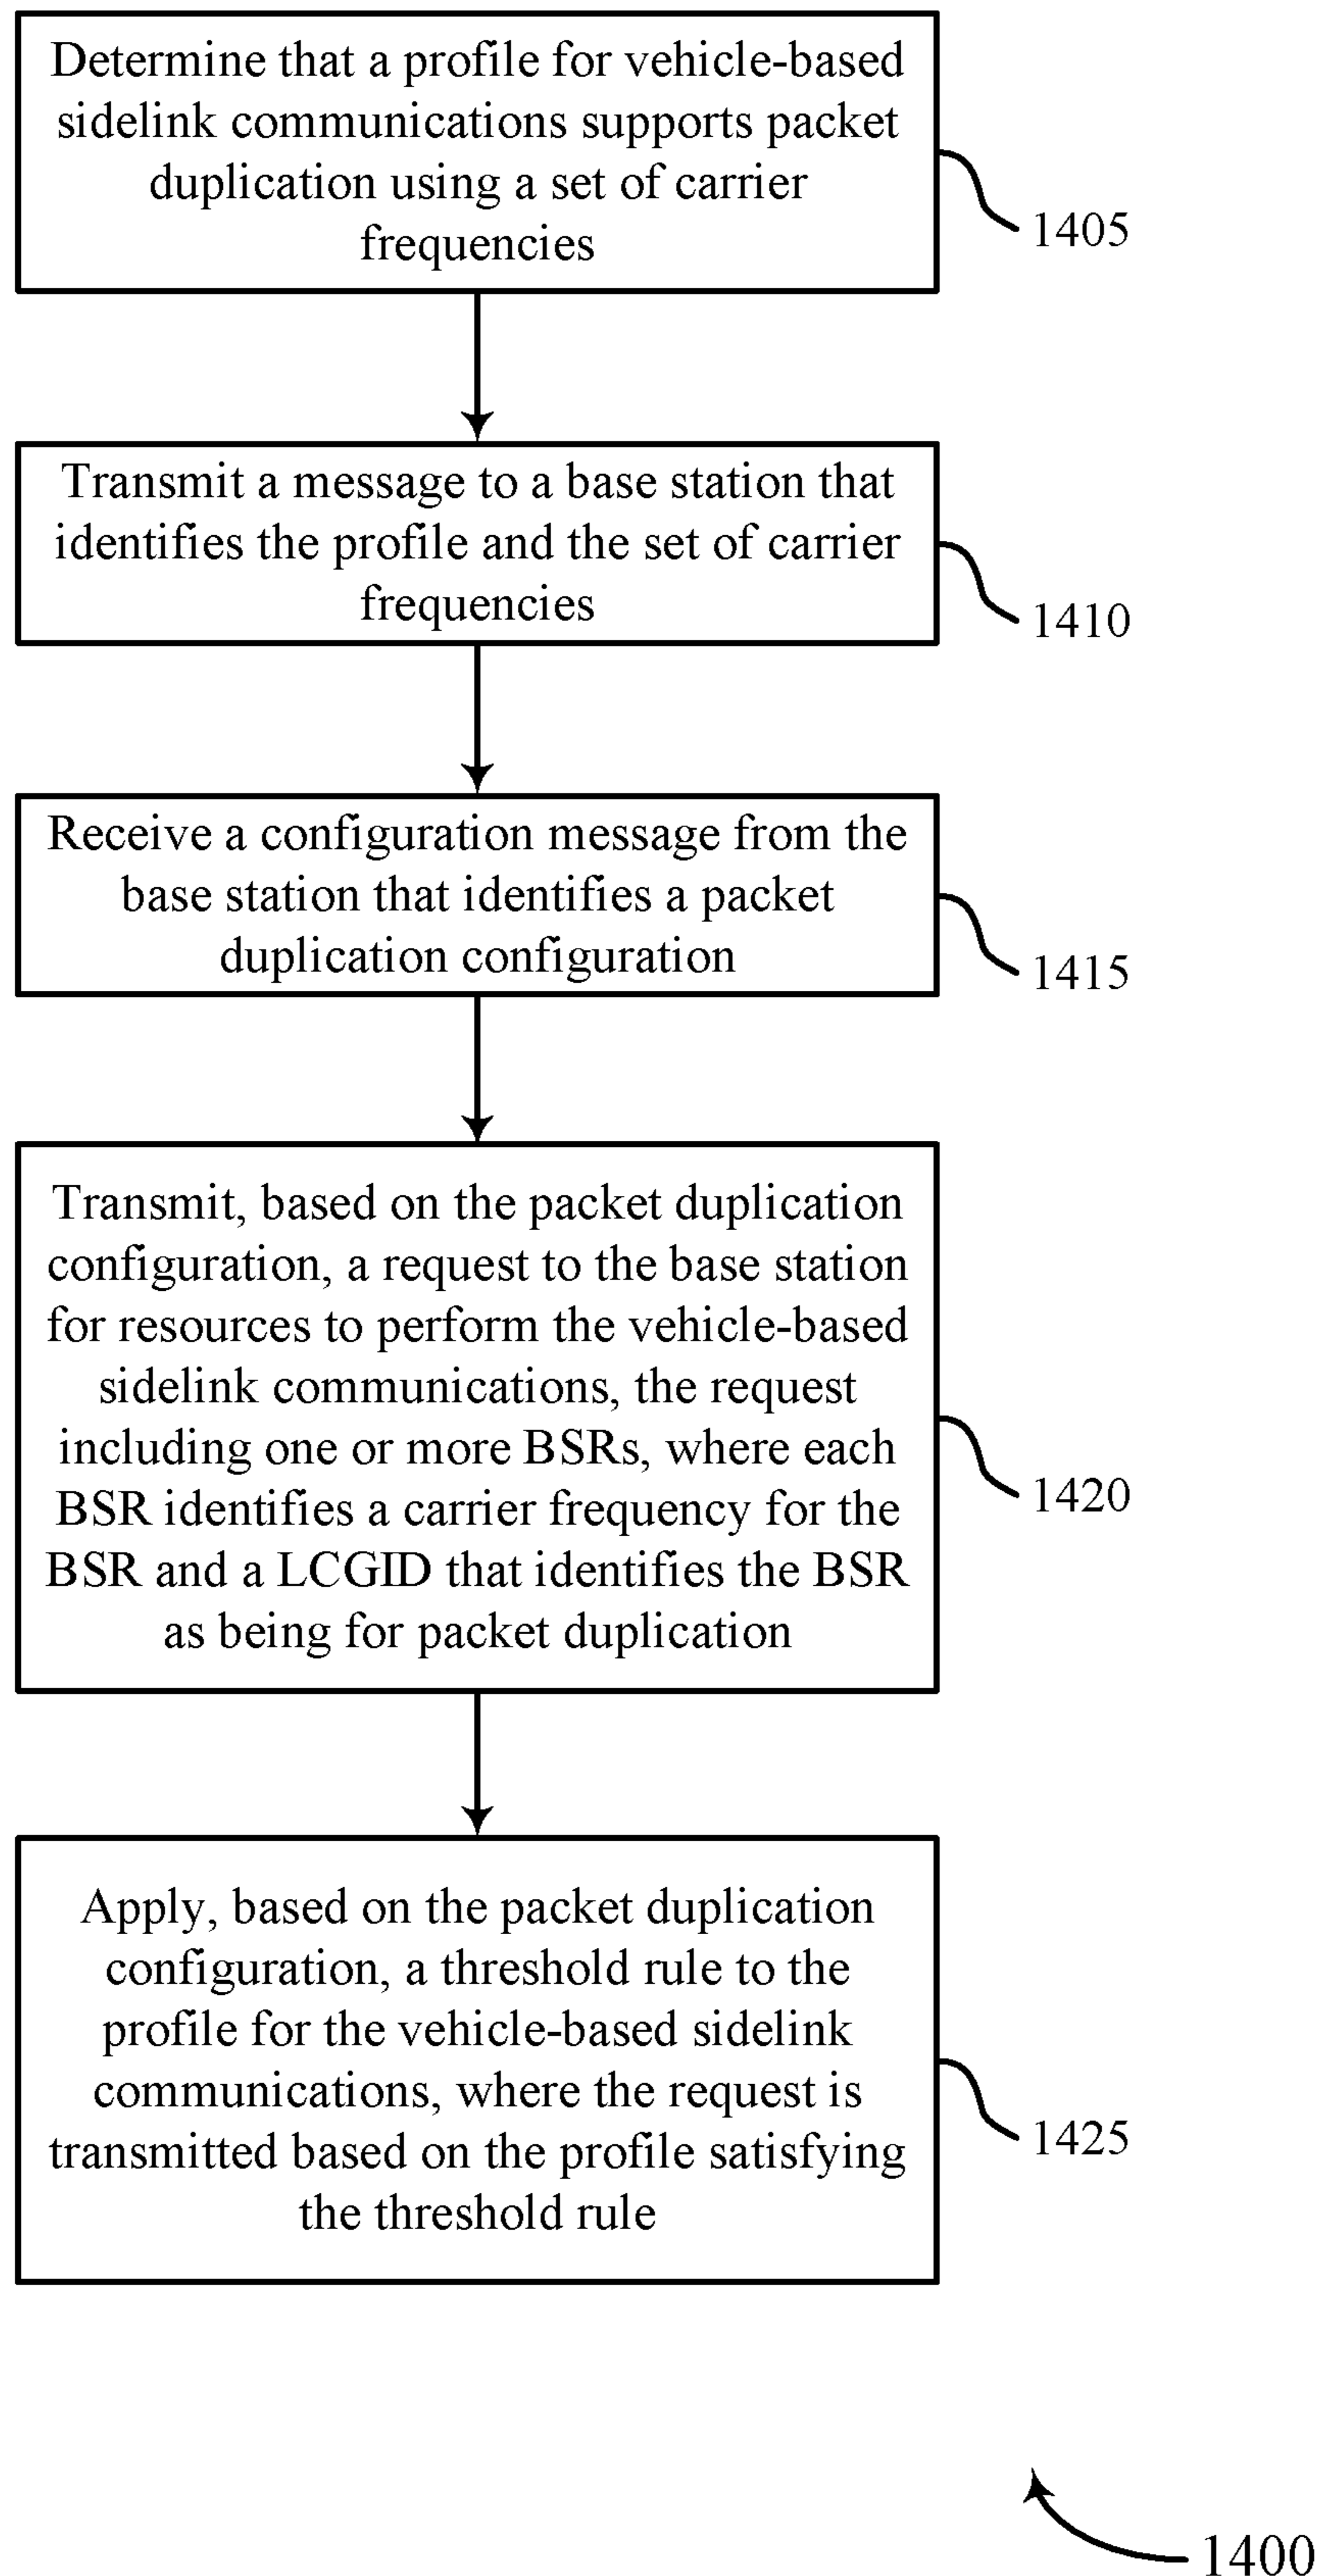 Determine that a profile for vehicle-based
sidelink communications supports packet
duplication using a set of carrier
frequencies
1405
Transmit a message to a base station that
identifies the profile and the set of carrier
frequencies
1410
Receive a configuration message from the
base station that identifies a packet
duplication configuration
1415
Transmit, based on the packet duplication
configuration, a request to the base station
for resources to perform the vehicle-based
sidelink communications, the request
including one or more BSRs, where each
BSR identifies a carrier frequency for the
BSR and a LCGID that identifies the BSR
as being for packet duplication
1420
Apply, based on the packet duplication
configuration, a threshold rule to the
profile for the vehicle-based sidelink
communications, where the request is
transmitted based on the profile satisfying
the threshold rule
1425
1400